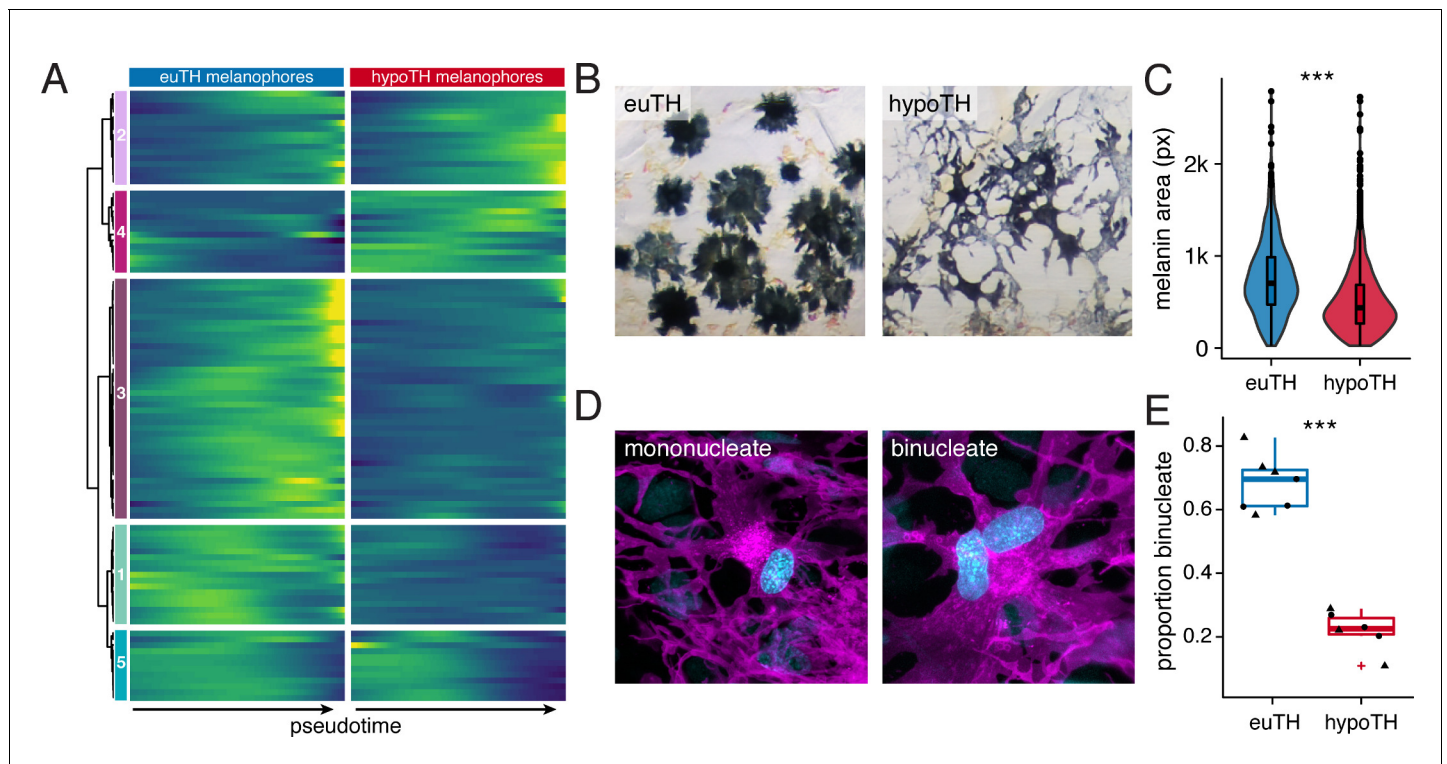 A
euTH melanophores
hypoTH melanophores
2
4
3
1
5
pseudotime
B
euTH
hypoTH
C
***
melanin area (px)
2k
1k
0
euTH
hypoTH
D
mononucleate
binucleate
E
***
proportion binucleate
0.8
0.6
0.4
0.2
euTH
hypoTH